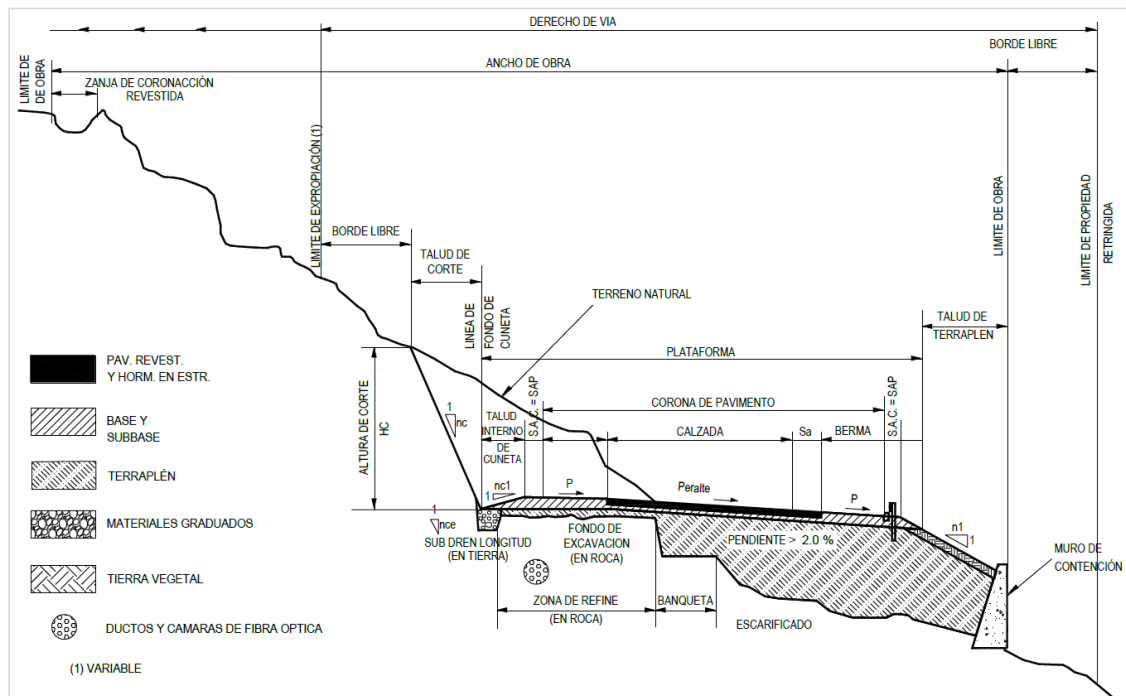 DERECHO DE VIA
BORDE LIBRE
ANCHO DE OBRA
LIMITE DE
DE OBRA
ZANJA DE CORONACCIÓN
REVESTIDA
LIMITE DE EXPROPIACIÓN (1)
LIMITE DE OBRA
LIMITE DE PROPIEDAD
RETRINGIDA
BORDE LIBRE
TALUD DE
CORTE
LINEA DE
FONDO DE
CUNETA
TERRENO NATURAL
TALUD DE
TERRAPLEN
PLATAFORMA
ALTURA DE CORTE
HC
1
nc
TALUD
INTERNO
DE
CUNETA
S.A.C. = SAP
CORONA DE PAVIMENTO
S.A.C. = SAP
CALZADA
Sa
BERMA
nc1
1
P
Peralte
P
n1
1
1
nce
SUB DREN LONGITUD
(EN TIERRA)
FONDO DE
EXCAVACION
(EN ROCA)
PENDIENTE > 2.0 %
MURO DE
CONTENCIÓN
ZONA DE REFINE
(EN ROCA)
BANQUETA
ESCARIFICADO
PAV. REVEST.
Y HORM. EN ESTR.
BASE Y
SUBBASE
TERRAPLÉN
MATERIALES GRADUADOS
TIERRA VEGETAL
DUCTOS Y CAMARAS DE FIBRA OPTICA
(1) VARIABLE